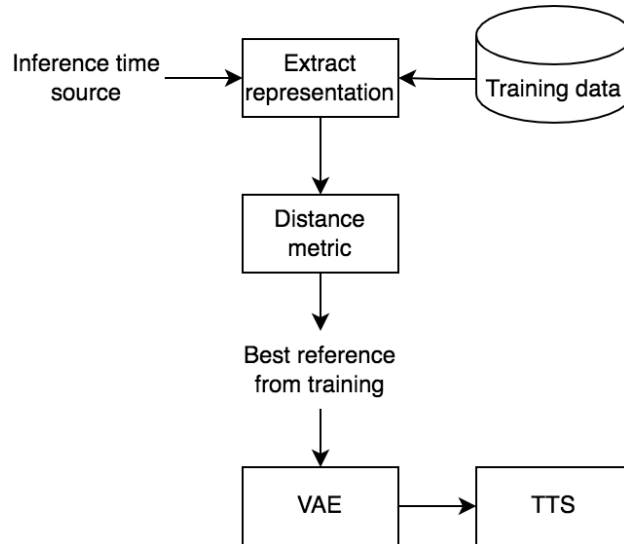 Inference time
source
Extract
representation
Training data
Distance
metric
Best reference
from training
VAE
TTS